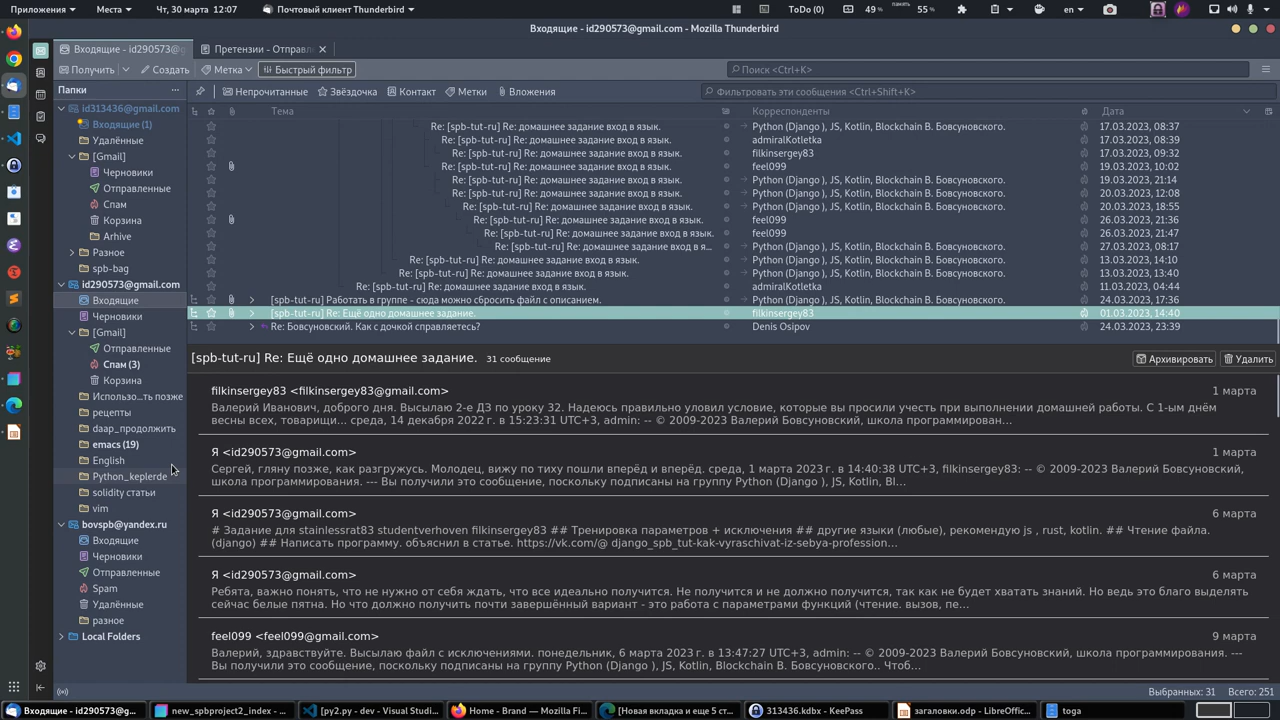 Приложения Места Чт, 30 марта 12:07 Почтовый клиент Thunderbird ToDo (0) 49 % память 55 % en
Входящие - id290573@gmail.com - Mozilla Thunderbird
Входящие - id290573@g Претензии - Отправл
Получить Создать Метка Быстрый фильтр Поиск <Ctrl+K>
Папки ... Непрочитанные Звёздочка Контакт Метки Вложения Фильтровать эти сообщения <Ctrl+Shift+K>
id313436@gmail.com
Входящие (1)
Удалённые
[Gmail]
Черновики
Отправленные
Спам
Корзина
Arhive
Разное
spb-bag
id290573@gmail.com
Входящие
Черновики
[Gmail]
Отправленные
Спам (3)
Корзина
Использо...ть позже
рецепты
daap_продолжить
emacs (19)
English
Python_keplerde
solidity статьи
vim
bovspb@yandex.ru
Входящие
Черновики
Отправленные
Spam
Удалённые
разное
Local Folders
Тема Корреспонденты Дата
Re: [spb-tut-ru] Re: домашнее задание вход в язык. Python (Django ), JS, Kotlin, Blockchain В. Бовсуновского. 17.03.2023, 08:37
Re: [spb-tut-ru] Re: домашнее задание вход в язык. admiralKotletka 17.03.2023, 08:39
Re: [spb-tut-ru] Re: домашнее задание вход в язык. filkinsergey83 17.03.2023, 09:32
Re: [spb-tut-ru] Re: домашнее задание вход в язык. feel099 19.03.2023, 10:02
Re: [spb-tut-ru] Re: домашнее задание вход в язык. Python (Django ), JS, Kotlin, Blockchain В. Бовсуновского. 19.03.2023, 21:14
Re: [spb-tut-ru] Re: домашнее задание вход в язык. Python (Django ), JS, Kotlin, Blockchain В. Бовсуновского. 20.03.2023, 12:08
Re: [spb-tut-ru] Re: домашнее задание вход в язык. Python (Django ), JS, Kotlin, Blockchain В. Бовсуновского. 20.03.2023, 18:55
Re: [spb-tut-ru] Re: домашнее задание вход в язык. feel099 26.03.2023, 21:36
Re: [spb-tut-ru] Re: домашнее задание вход в язык. feel099 26.03.2023, 21:47
Re: [spb-tut-ru] Re: домашнее задание вход в я... Python (Django ), JS, Kotlin, Blockchain В. Бовсуновского. 27.03.2023, 08:17
Re: [spb-tut-ru] Re: домашнее задание вход в язык. Python (Django ), JS, Kotlin, Blockchain В. Бовсуновского. 13.03.2023, 10:14
Re: [spb-tut-ru] Re: домашнее задание вход в язык. Python (Django ), JS, Kotlin, Blockchain В. Бовсуновского. 13.03.2023, 13:40
Re: [spb-tut-ru] Re: домашнее задание вход в язык. admiralKotletka 11.03.2023, 04:44
[spb-tut-ru] Работать в группе - сюда можно сбросить файл с описанием. Python (Django ), JS, Kotlin, Blockchain В. Бовсуновского. 24.03.2023, 17:36
[spb-tut-ru] Re: Ещё одно домашнее задание. filkinsergey83 01.03.2023, 14:40
Re: Бовсуновский. Как с дочкой справляетесь? Denis Osipov 24.03.2023, 23:39
[spb-tut-ru] Re: Ещё одно домашнее задание. 31 сообщение Архивировать Удалить
filkinsergey83 <filkinsergey83@gmail.com> 1 марта
Валерий Иванович, доброго дня. Высылаю 2-е ДЗ по уроку 32. Надеюсь правильно уловил условие, которые вы просили учесть при выполнении домашней работы. С 1-ым днём
весны всех, товарищи... среда, 14 декабря 2022 г. в 15:23:31 UTC+3, admin: -- © 2009-2023 Валерий Бовсуновский, школа программирован...
Я <id290573@gmail.com> 1 марта
Сергей, гляну позже, как разгружусь. Молодец, вижу по тиху пошли вперёд и вперёд. среда, 1 марта 2023 г. в 14:40:38 UTC+3, filkinsergey83: -- © 2009-2023 Валерий Бовсуновский,
школа программирования. --- Вы получили это сообщение, поскольку подписаны на группу Python (Django ), JS, Kotlin, Bl...
Я <id290573@gmail.com> 6 марта
# Задание для stainlessrat83 studentverhoven filkinsergey83 ## Тренировка параметров + исключения ## другие языки (любые), рекомендую js , rust, kotlin. ## Чтение файла.
(django) ## Написать программу. объяснил в статье. https://vk.com/@ django_spb_tut-kak-vyraschivat-iz-sebya-profession...
Я <id290573@gmail.com> 6 марта
Ребята, важно понять, что не нужно от себя ждать, что все идеально получится. Не получится и не должно получится, так как не будет хватать знаний. Но ведь это благо выделять
сейчас белые пятна. Но что должно получить почти завершённый вариант - это работа с параметрами функций (чтение. вызов, пе...
feel099 <feel099@gmail.com> 9 марта
Валерий, здравствуйте. Высылаю файл с исключениями. понедельник, 6 марта 2023 г. в 13:47:27 UTC+3, admin: -- © 2009-2023 Валерий Бовсуновский, школа программирования. ---
Вы получили это сообщение, поскольку подписаны на группу Python (Django ), JS, Kotlin, Blockchain В. Бовсуновского.. Чтоб...
Выбранных: 31 Всего: 251
Входящие - id290573@g... new_spbproject2_index - ... [py2.py - dev - Visual Studi... Home - Brand — Mozilla Fi... [Новая вкладка и еще 5 ст... 313436.kdbx - KeePass загаловки.odp — LibreOffic... toga